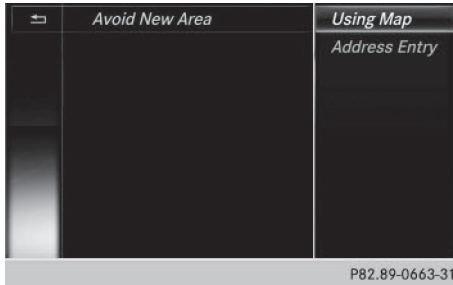 Avoid New Area
Using Map
Address Entry
P82.89-0663-31